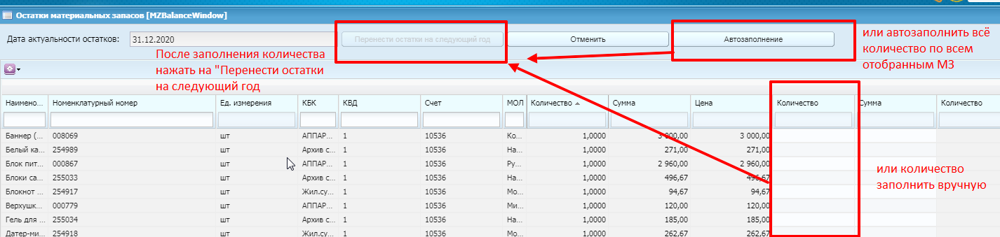 Остатки материальных запасов [MZBalanceWindow]
Дата актуальности остатков: 31.12.2020 Перенести остатки на следующий год Отменить Автозаполнение
или автозаполнить всё
количество по всем
отобранным МЗ
После заполнения количества
нажать на "Перенести остатки
на следующий год
Наимено... Номенклатурный номер Ед. измерения КБК КВД Счет МОЛ Количество Сумма Цена Количество Сумма Количество
Баннер (... 008069 шт АППАР... 1 10536 Ко... 1,0000 3 000,00 3 000,00
Белый ка... 254989 шт Архив с... 1 10536 На... 1,0000 271,00 271,00
Блок пит... 000867 шт АППАР... 1 10536 Ру... 1,0000 2 960,00 2 960,00
Блоки са... 255033 шт Архив с... 1 10536 На... 1,0000 496,67 496,67
Блокнот ... 254917 шт Жил.су... 1 10536 Мо... 1,0000 94,67 94,67
Верхушк... 000779 шт АППАР... 1 10536 Ми... 1,0000 120,00 120,00
Гель для ... 255034 шт Архив с... 1 10536 На... 1,0000 185,00 185,00
Датер-ми... 254918 шт Жил.су... 1 10536 Мо... 1,0000 262,67 262,67
или количество
заполнить вручную